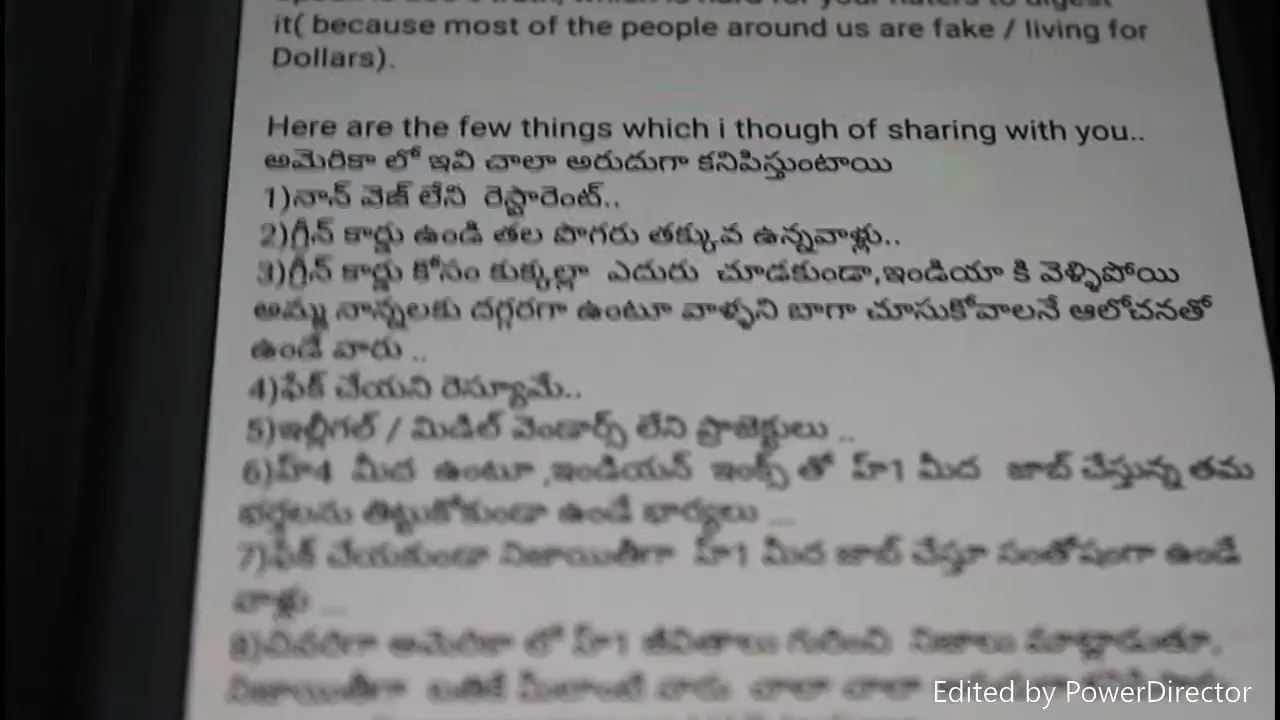 it( because most of the people around us are fake / living for
Dollars).
Here are the few things which i though of sharing with you..
అమెరికా లో ఇవి చాలా అరుదుగా కనిపిస్తుంటాయి
1)నాన్ వెజ్ లేని రెస్టారెంట్..
2)గ్రీన్ కార్డు ఉండి తల పొగరు తక్కువ ఉన్నవాళ్లు..
3)గ్రీన్ కార్డు కోసం కుక్కల్లా ఎదురు చూడకుండా,ఇండియా కి వెళ్ళిపోయి
అమ్మ నాన్నలకు దగ్గరగా ఉంటూ వాళ్ళని బాగా చూసుకోవాలనే ఆలోచనతో
ఉండే వారు ..
4)ఫేక్ చేయని రెస్యూమే..
5)ఇల్లీగల్ / మిడిల్ వెండార్స్ లేని ప్రాజెక్టులు ..
6)హ్4 మీద ఉంటూ ,ఇండియన్ ఇంక్స్ తో హ్1 మీద జాబ్ చేస్తున్న తమ
భర్తలను తిట్టుకోకుండా ఉండే భార్యలు ...
7)ఫేక్ చేయకుండా నిజాయితీగా హ్1 మీద జాబ్ చేస్తూ సంతోషంగా ఉండే
వాళ్లు ...
8)చివరిగా అమెరికా లో హ్1 జీవితాలు గురించి నిజాలు మాట్లాడుతూ,
నిజాయితీగా బతికే మీలాంటి వారు చాలా చాలా
Edited by PowerDirector